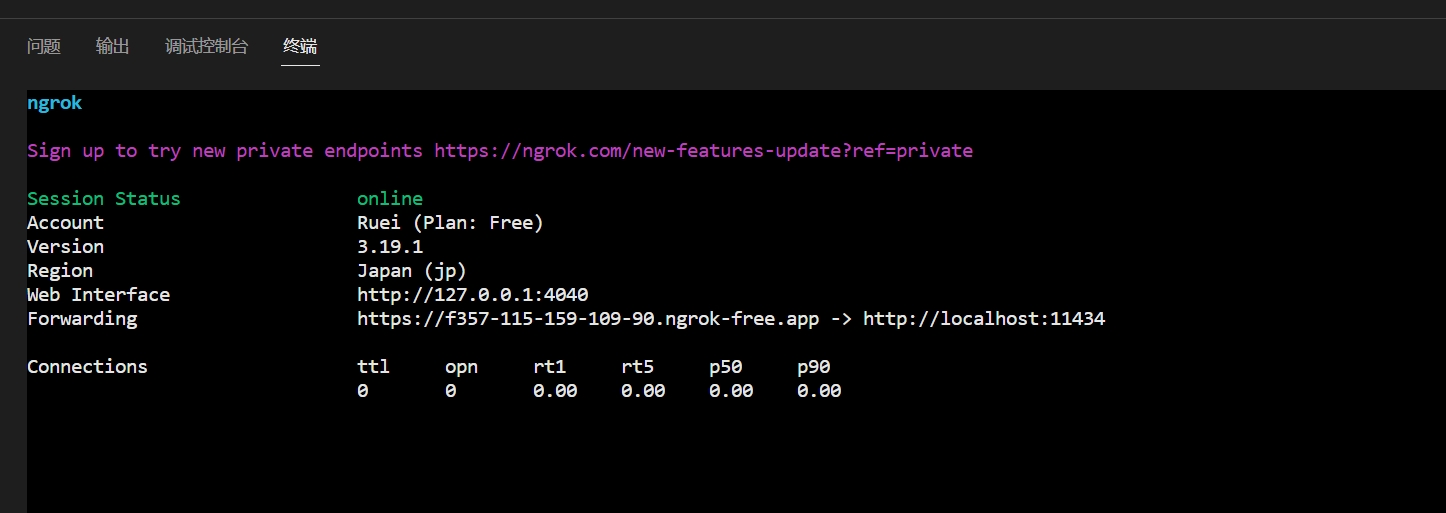 问题 输出 调试控制台 终端
ngrok
Sign up to try new private endpoints https://ngrok.com/new-features-update?ref=private
Session Status online
Account Ruei (Plan: Free)
Version 3.19.1
Region Japan (jp)
Web Interface http://127.0.0.1:4040
Forwarding https://f357-115-159-109-90.ngrok-free.app -> http://localhost:11434
Connections ttl opn rt1 rt5 p50 p90
0 0 0.00 0.00 0.00 0.00